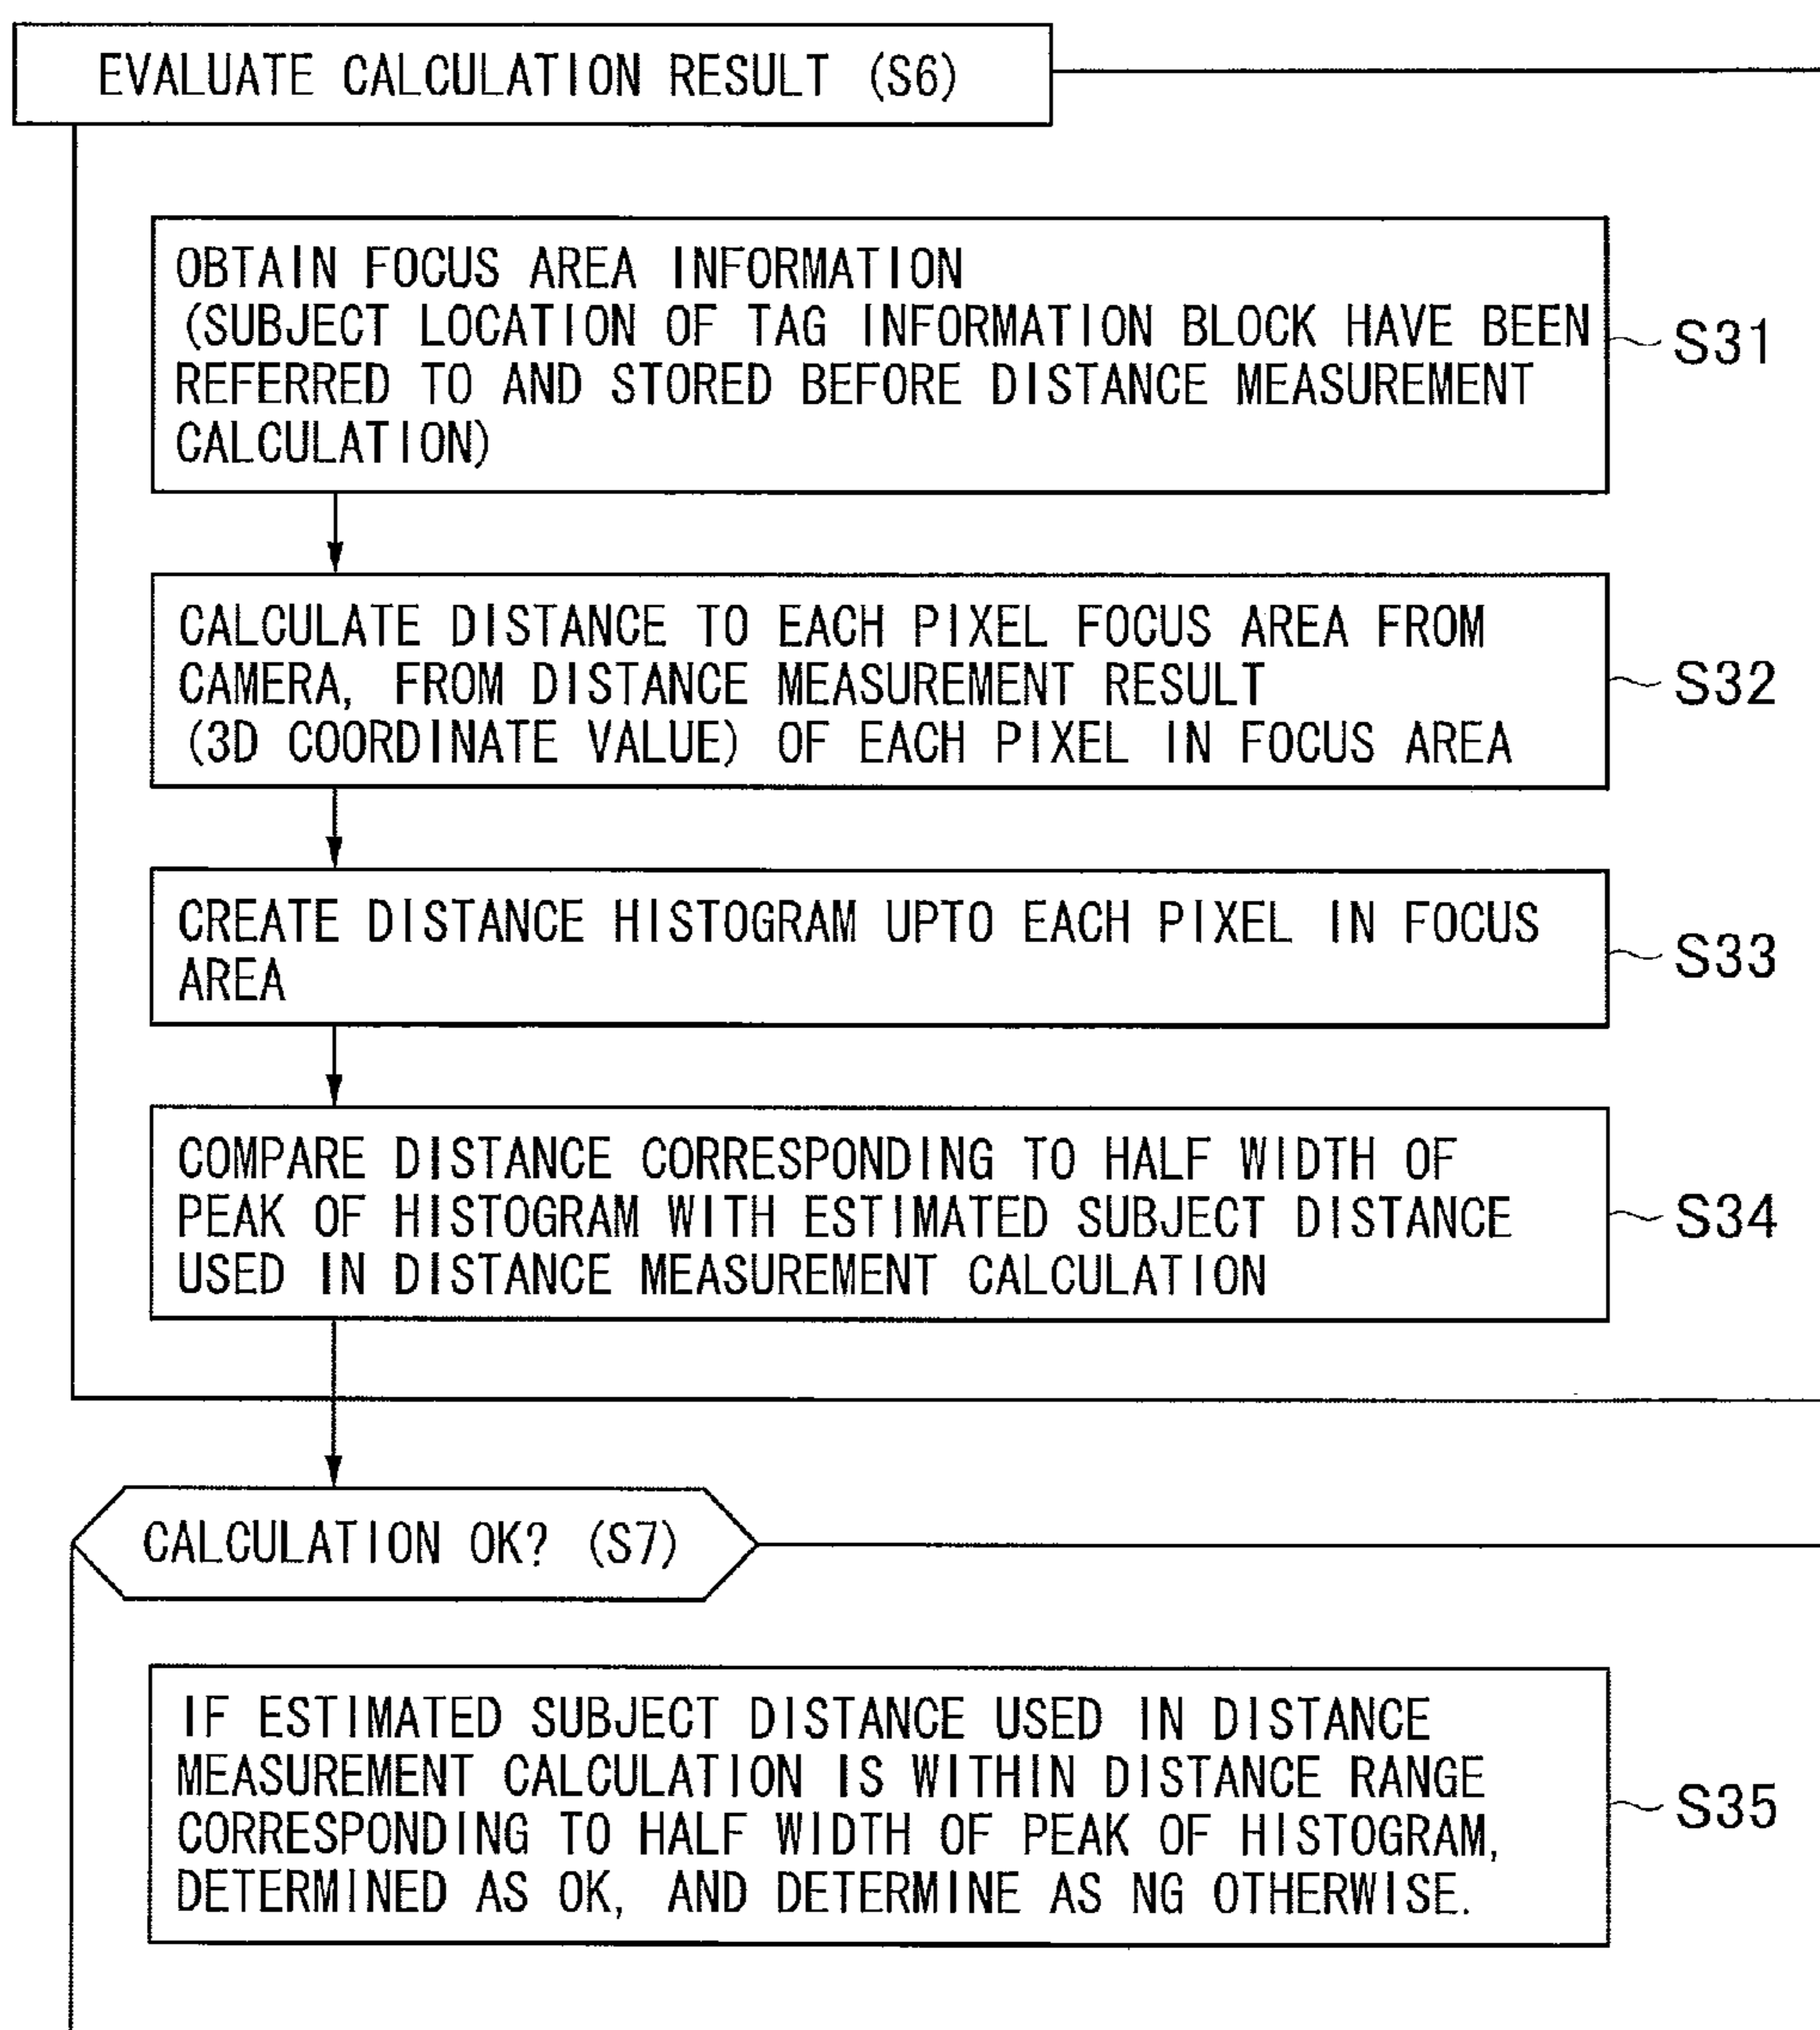 EVALUATE CALCULATION RESULT (S6)
OBTAIN FOCUS AREA INFORMATION
(SUBJECT LOCATION OF TAG INFORMATION BLOCK HAVE BEEN
REFERRED TO AND STORED BEFORE DISTANCE MEASUREMENT
CALCULATION)
S31
CALCULATE DISTANCE TO EACH PIXEL FOCUS AREA FROM
CAMERA, FROM DISTANCE MEASUREMENT RESULT
(3D COORDINATE VALUE) OF EACH PIXEL IN FOCUS AREA
S32
CREATE DISTANCE HISTOGRAM UPTO EACH PIXEL IN FOCUS
AREA
S33
COMPARE DISTANCE CORRESPONDING TO HALF WIDTH OF
PEAK OF HISTOGRAM WITH ESTIMATED SUBJECT DISTANCE
USED IN DISTANCE MEASUREMENT CALCULATION
S34
CALCULATION OK? (S7)
IF ESTIMATED SUBJECT DISTANCE USED IN DISTANCE
MEASUREMENT CALCULATION IS WITHIN DISTANCE RANGE
CORRESPONDING TO HALF WIDTH OF PEAK OF HISTOGRAM,
DETERMINED AS OK, AND DETERMINE AS NG OTHERWISE.
S35